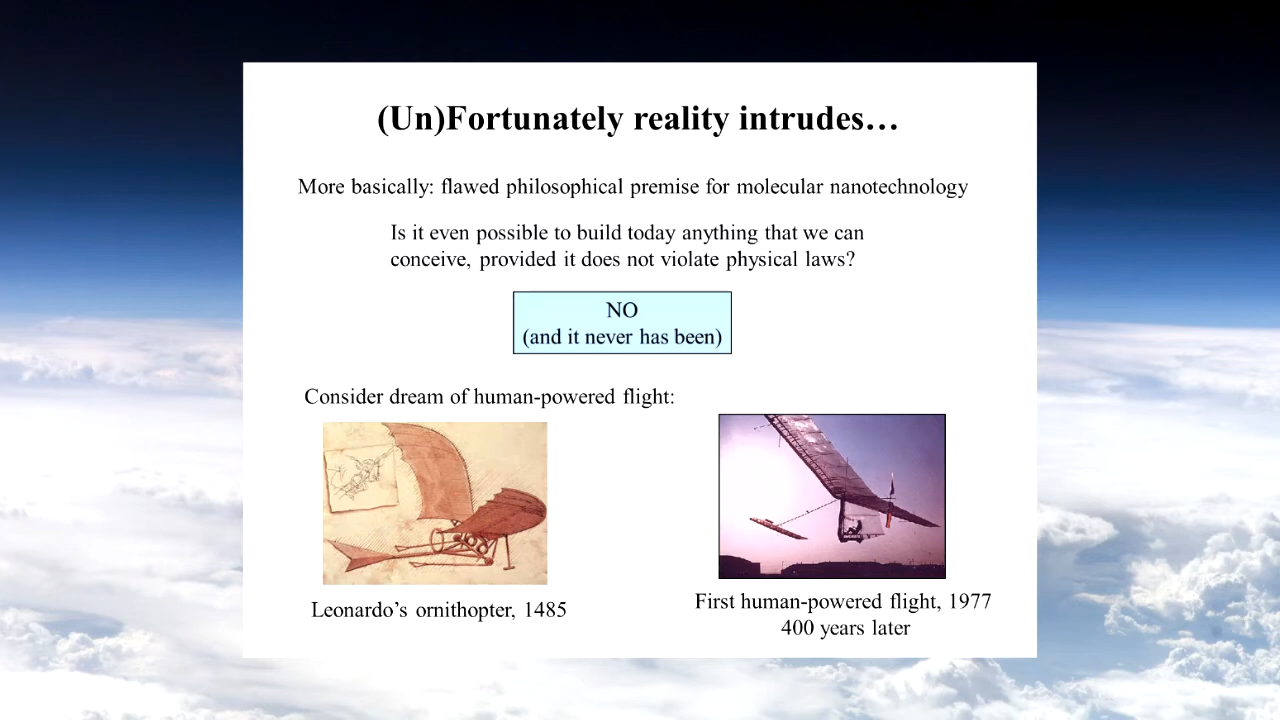 (Un)Fortunately reality intrudes…
More basically: flawed philosophical premise for molecular nanotechnology
Is it even possible to build today anything that we can
conceive, provided it does not violate physical laws?
NO
(and it never has been)
Consider dream of human-powered flight:
Leonardo’s ornithopter, 1485
First human-powered flight, 1977
400 years later